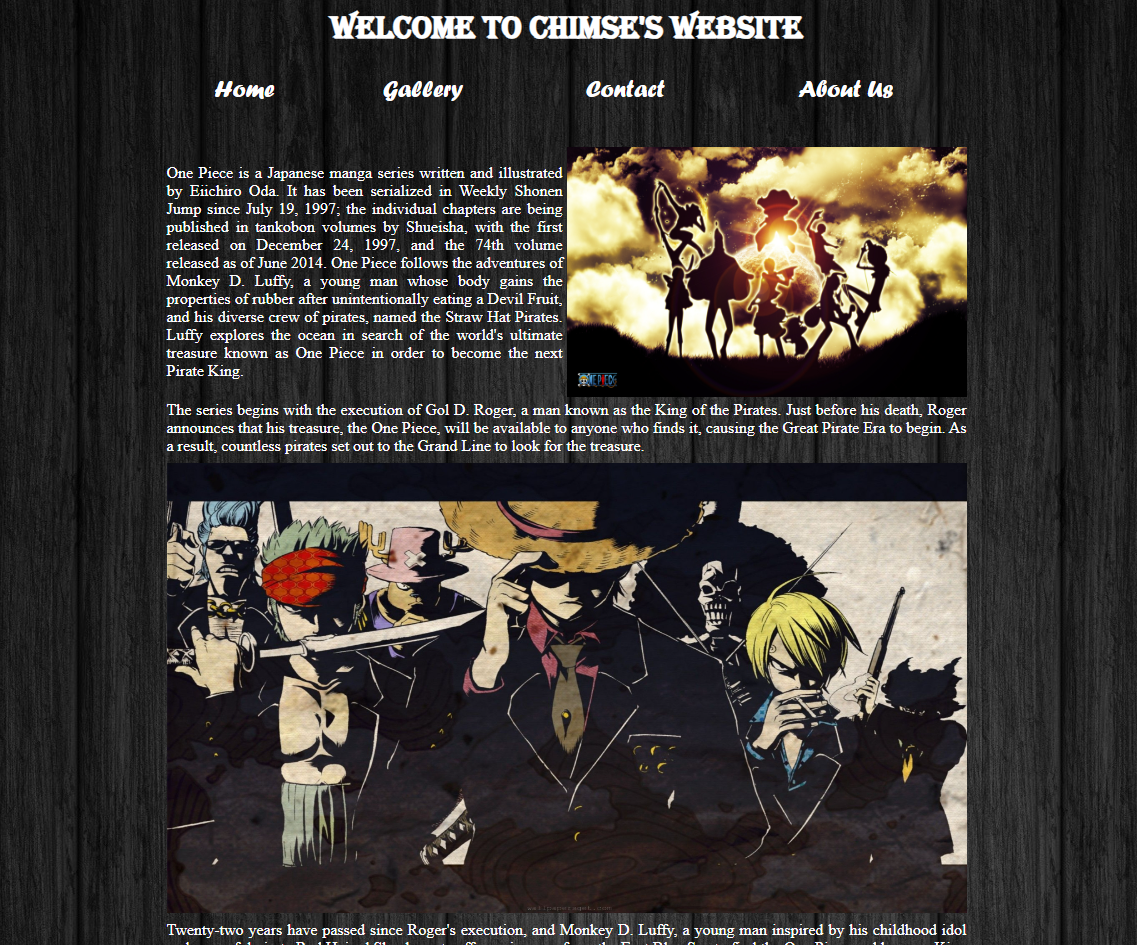 WELCOME TO CHIMSE'S WEBSITE
Home Gallery Contact About Us
One Piece is a Japanese manga series written and illustrated
by Eiichiro Oda. It has been serialized in Weekly Shonen
Jump since July 19, 1997; the individual chapters are being
published in tankobon volumes by Shueisha, with the first
released on December 24, 1997, and the 74th volume
released as of June 2014. One Piece follows the adventures of
Monkey D. Luffy, a young man whose body gains the
properties of rubber after unintentionally eating a Devil Fruit,
and his diverse crew of pirates, named the Straw Hat Pirates.
Luffy explores the ocean in search of the world's ultimate
treasure known as One Piece in order to become the next
Pirate King.
ONE PIECE
The series begins with the execution of Gol D. Roger, a man known as the King of the Pirates. Just before his death, Roger
announces that his treasure, the One Piece, will be available to anyone who finds it, causing the Great Pirate Era to begin. As
a result, countless pirates set out to the Grand Line to look for the treasure.
Twenty-two years have passed since Roger's execution, and Monkey D. Luffy, a young man inspired by his childhood idol